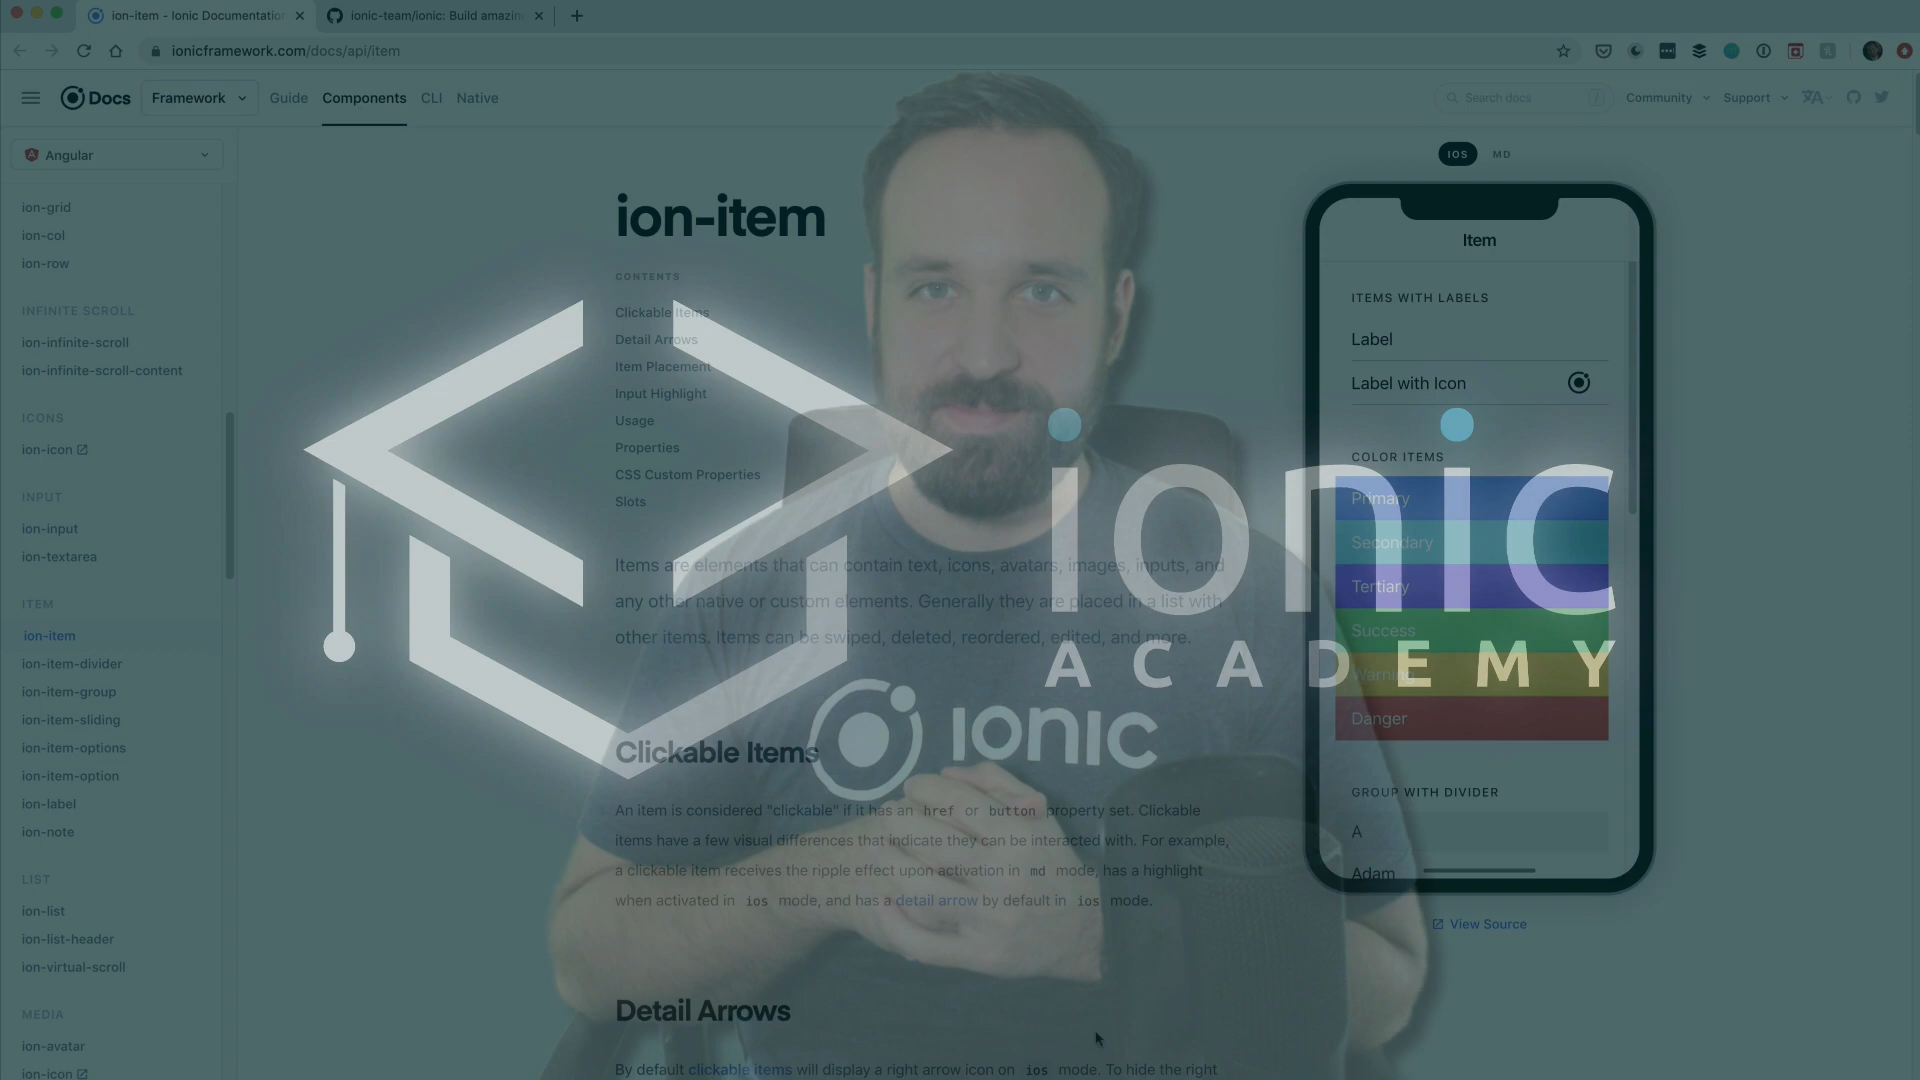 ion-item - Ionic Documentation
ionic-team/ionic: Build amazin
ionicframework.com/docs/api/item
Docs
Framework
Guide
Components
CLI
Native
Search docs
/
Community
Support
Angular
ion-grid
ion-col
ion-row
INFINITE SCROLL
ion-infinite-scroll
ion-infinite-scroll-content
ICONS
ion-icon
INPUT
ion-input
ion-textarea
ITEM
ion-item
ion-item-divider
ion-item-group
ion-item-sliding
ion-item-options
ion-item-option
ion-label
ion-note
LIST
ion-list
ion-list-header
ion-virtual-scroll
MEDIA
ion-avatar
ion-icon
ion-item
CONTENTS
Clickable Items
Detail Arrows
Item Placement
Input Highlight
Usage
Properties
CSS Custom Properties
Slots
Items are elements that can contain text, icons, avatars, images, inputs, and
any other native or custom elements. Generally they are placed in a list with
other items. Items can be swiped, deleted, reordered, edited, and more.
Clickable Items
An item is considered "clickable" if it has an href or button property set. Clickable
items have a few visual differences that indicate they can be interacted with. For example,
a clickable item receives the ripple effect upon activation in md mode, has a highlight
when activated in ios mode, and has a detail arrow by default in ios mode.
Detail Arrows
By default clickable items will display a right arrow icon on ios mode. To hide the right
IOS
MD
Item
ITEMS WITH LABELS
Label
Label with Icon
COLOR ITEMS
Primary
Secondary
Tertiary
Success
Warning
Danger
GROUP WITH DIVIDER
A
Adam
View Source
ionic
ACADEMY
ionic